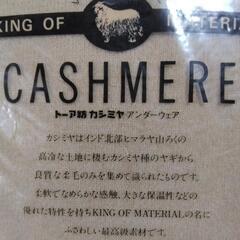 KING OF MATERI
CASHMERE
トーア紡 カシミヤ アンダーウェア
カシミヤはインド北部ヒマラヤ山ろくの
高冷な土地に棲むカシミヤ種のヤギから
良質な柔毛のみを集めて織られたものです。
柔軟でなめらかな感触、大きな保温性などの
優れた特性を持ちKING OF MATERIALの名に
ふさわしい最高級素材です。